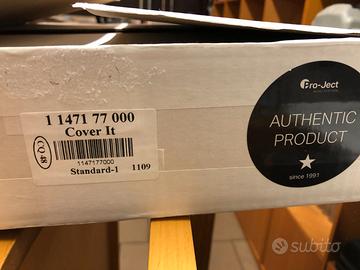 1 1471 77 000
Cover It
1147177000
Standard-1 1109
Pro-Ject
AUTHENTIC
PRODUCT
since 1991
subito